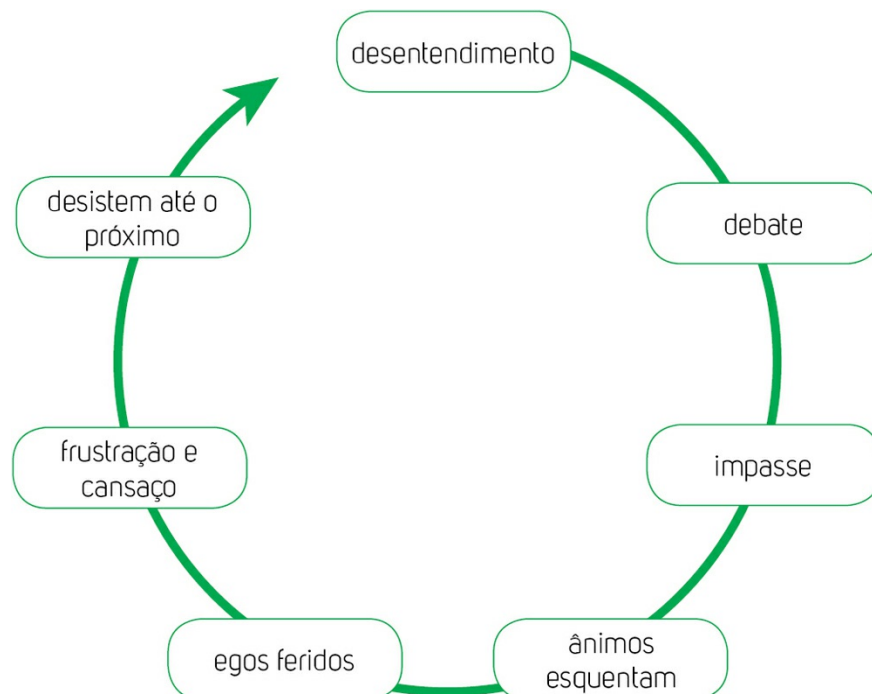 desentendimento
debate
impasse
ânimos
esquentam
egos feridos
frustração e
cansaço
desistem até o
próximo